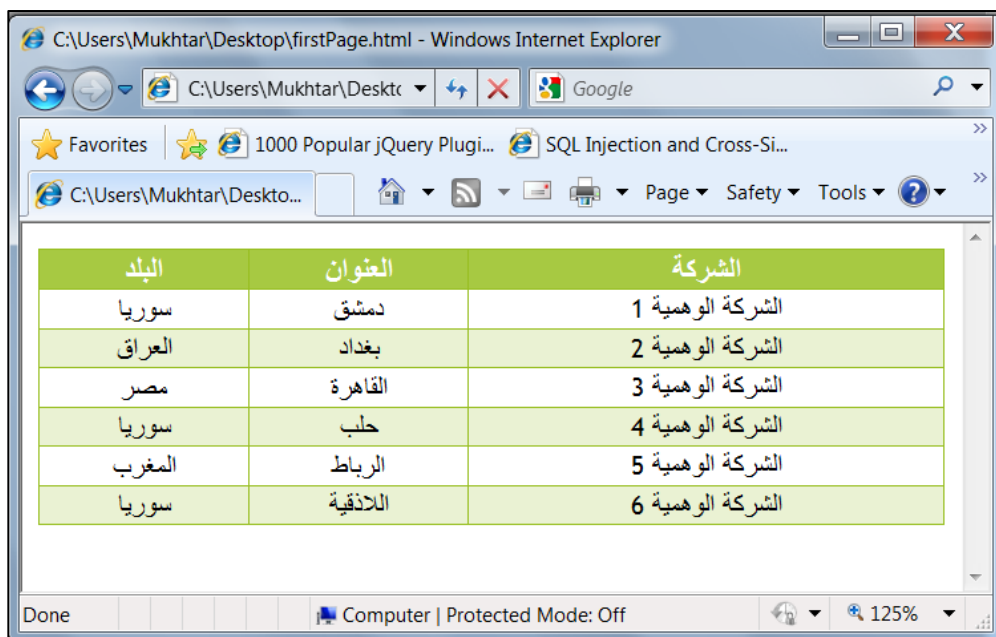 C:\Users\Mukhtar\Desktop\firstPage.html - Windows Internet Explorer
C:\Users\Mukhtar\Deskto Google
Favorites 1000 Popular jQuery Plugi... SQL Injection and Cross-Si...
C:\Users\Mukhtar\Deskto... Page Safety Tools
الشركة العنوان البلد
الشركة الوهمية 1 دمشق سوريا
الشركة الوهمية 2 بغداد العراق
الشركة الوهمية 3 القاهرة مصر
الشركة الوهمية 4 حلب سوريا
الشركة الوهمية 5 الرباط المغرب
الشركة الوهمية 6 اللاذقية سوريا
Done Computer | Protected Mode: Off 125%